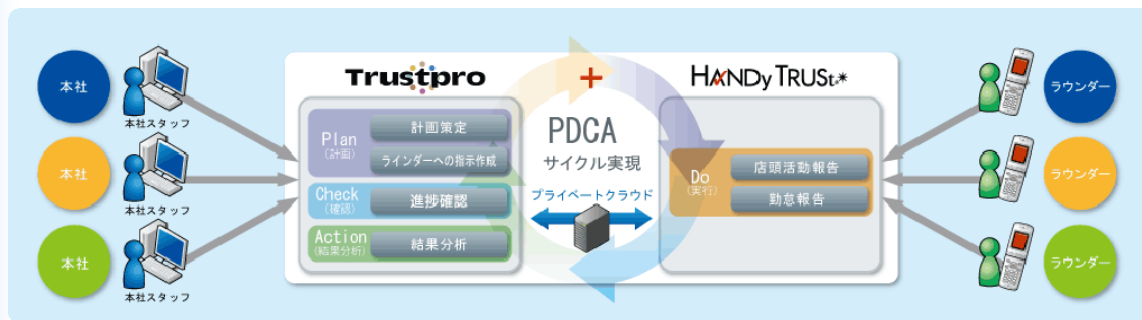 本社
本社スタッフ
本社
本社スタッフ
本社
本社スタッフ
Trustpro
+
HANDy TRUSt
Plan
(計画)
計画策定
ラインダーへの指示作成
Check
(確認)
進捗確認
Action
(結果分析)
結果分析
PDCA
サイクル実現
プライベートクラウド
Do
(実行)
店頭活動報告
勤怠報告
ラウンダー
ラウンダー
ラウンダー